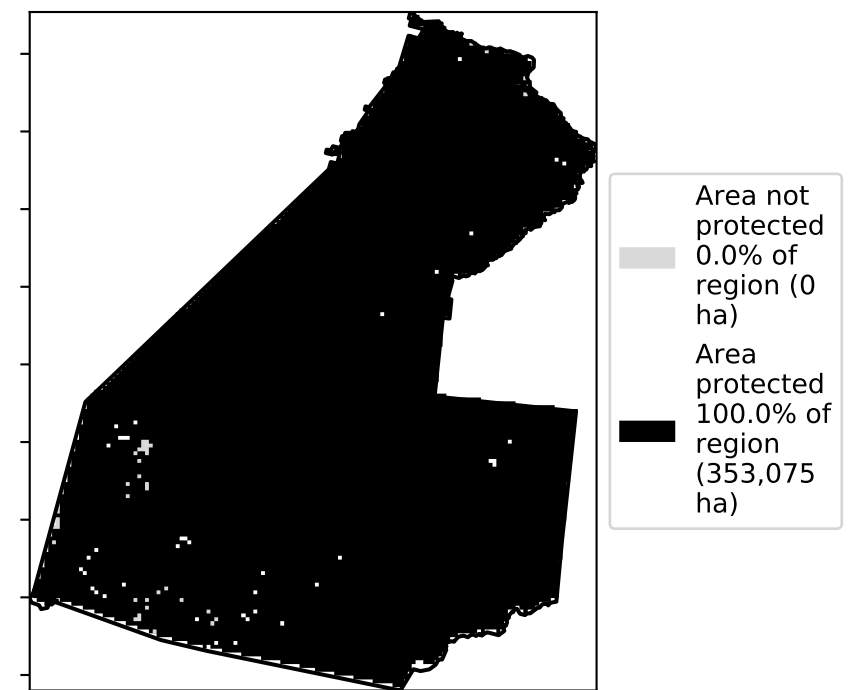 Area not
protected
0.0% of
region (0
ha)
Area
protected
100.0% of
region
(353,075
ha)